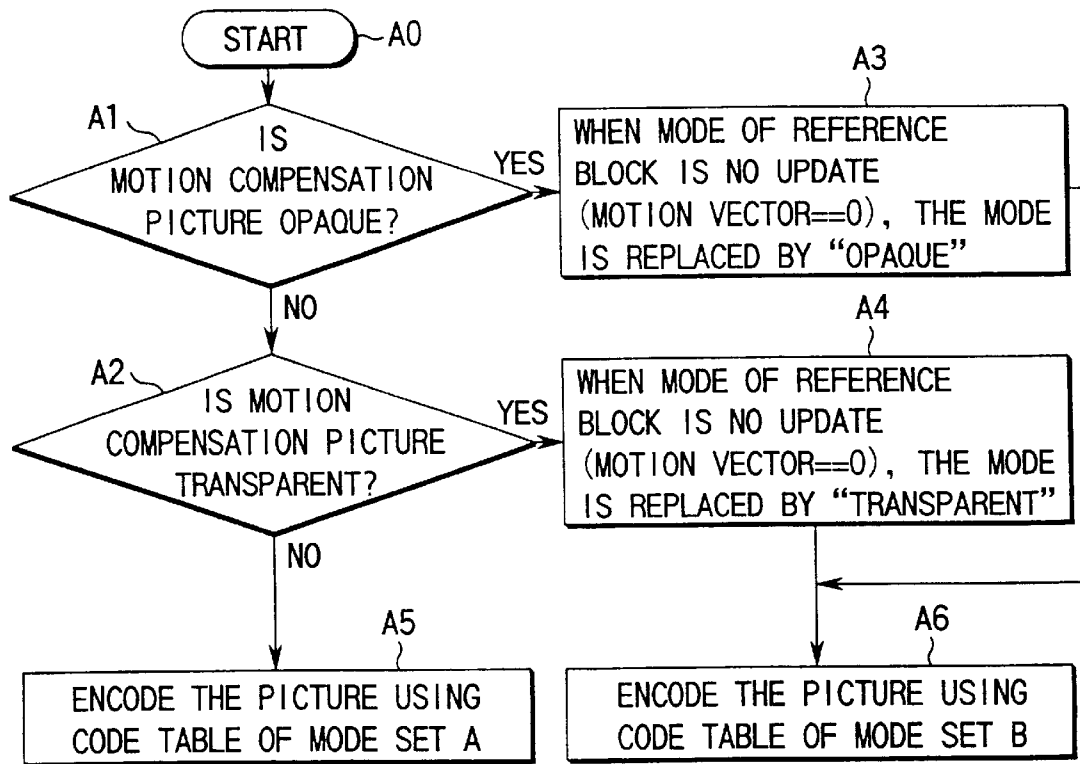 START
A0
A1
IS
MOTION COMPENSATION
PICTURE OPAQUE?
YES
A3
WHEN MODE OF REFERENCE
BLOCK IS NO UPDATE
(MOTION VECTOR==0), THE MODE
IS REPLACED BY “OPAQUE”
NO
A2
IS MOTION
COMPENSATION PICTURE
TRANSPARENT?
YES
A4
WHEN MODE OF REFERENCE
BLOCK IS NO UPDATE
(MOTION VECTOR==0), THE MODE
IS REPLACED BY “TRANSPARENT”
NO
A5
ENCODE THE PICTURE USING
CODE TABLE OF MODE SET A
A6
ENCODE THE PICTURE USING
CODE TABLE OF MODE SET B